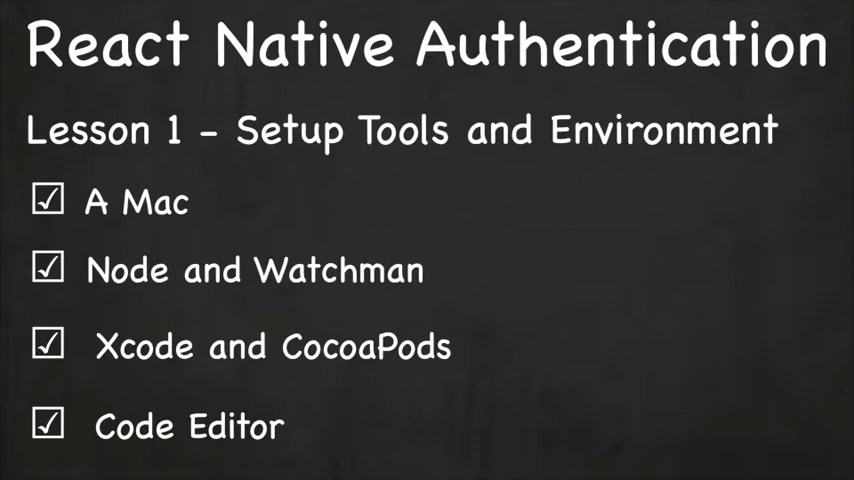 React Native Authentication
Lesson 1 - Setup Tools and Environment
☑ A Mac
☑ Node and Watchman
☑ Xcode and CocoaPods
☑ Code Editor